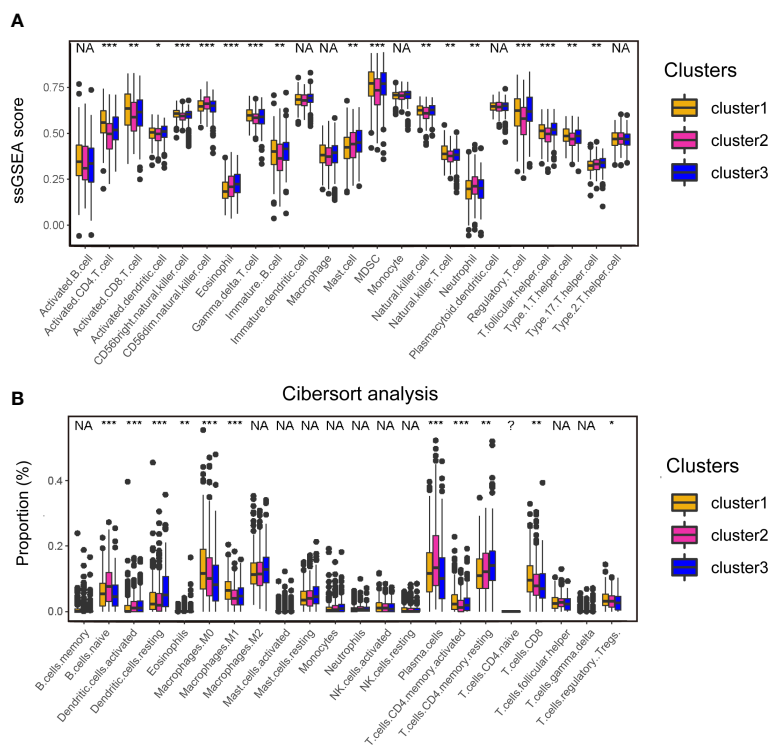 A
NA *** ** * *** *** *** *** ** NA NA ** *** NA ** ** ** NA *** *** ** ** NA
ssGSEA score
0.75
0.50
0.25
0.00
Activated.B.cell
Activated.CD4.T.cell
Activated.CD8.T.cell
Activated.dendritic.cell
CD56bright.natural.killer.cell
CD56dim.natural.killer.cell
Eosinophil
Gamma.delta.T.cell
Immature..B.cell
Immature.dendritic.cell
Macrophage
Mast.cell
MDSC
Monocyte
Natural.killer.cell
Natural.killer.T.cell
Neutrophil
Plasmacytoid.dendritic.cell
Regulatory.T.cell
T.follicular.helper.cell
Type.1.T.helper.cell
Type.17.T.helper.cell
Type.2.T.helper.cell
Clusters
cluster1
cluster2
cluster3
B
Cibersort analysis
NA *** *** *** ** *** *** NA NA NA NA NA NA NA *** *** ** ? ** NA NA *
Proportion (%)
0.4
0.2
0.0
B.cells.memory
B.cells.naive
Dendritic.cells.activated
Dendritic.cells.resting
Eosinophils
Macrophages.M0
Macrophages.M1
Macrophages.M2
Mast.cells.activated
Mast.cells.resting
Monocytes
Neutrophils
NK.cells.activated
NK.cells.resting
Plasma.cells
T.cells.CD4.memory.activated
T.cells.CD4.memory.resting
T.cells.CD4.naive
T.cells.CD8
T.cells.follicular.helper
T.cells.gamma.delta
T.cells.regulatory..Tregs.
Clusters
cluster1
cluster2
cluster3